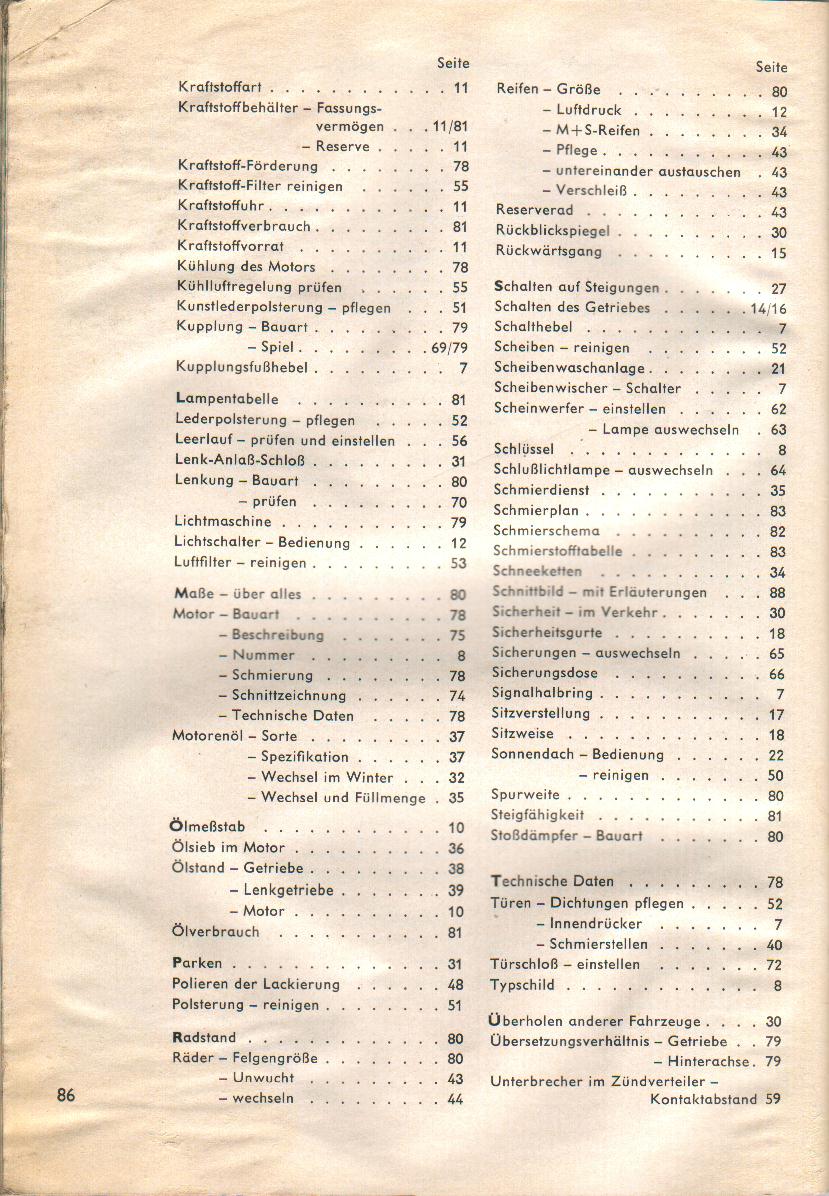 Seite
Kraftstoffart . . . . . . . . . . . . 11
Kraftstoffbehälter – Fassungs-
vermögen . . . 11/81
– Reserve . . . . . 11
Kraftstoff-Förderung . . . . . . . . 78
Kraftstoff-Filter reinigen . . . . . . 55
Kraftstoffuhr . . . . . . . . . . . . 11
Kraftstoffverbrauch . . . . . . . . . 81
Kraftstoffvorrat . . . . . . . . . . 11
Kühlung des Motors . . . . . . . . 78
Kühlluftregelung prüfen . . . . . . 55
Kunstlederpolsterung – pflegen . . . 51
Kupplung – Bauart . . . . . . . . . 79
– Spiel . . . . . . . . . 69/79
Kupplungsfußhebel . . . . . . . . . 7
Lampentabelle . . . . . . . . . . 81
Lederpolsterung – pflegen . . . . . 52
Leerlauf – prüfen und einstellen . . . 56
Lenk-Anlaß-Schloß . . . . . . . . . 31
Lenkung – Bauart . . . . . . . . . 80
– prüfen . . . . . . . . . 70
Lichtmaschine . . . . . . . . . . . 79
Lichtschalter – Bedienung . . . . . . 12
Luftfilter – reinigen . . . . . . . . . 53
Maße – über alles . . . . . . . . . 80
Motor – Bauart . . . . . . . . . . 78
– Beschreibung . . . . . . . 75
– Nummer . . . . . . . . . 8
– Schmierung . . . . . . . . 78
– Schnittzeichnung . . . . . . 74
– Technische Daten . . . . . 78
Motorenöl – Sorte . . . . . . . . . 37
– Spezifikation . . . . . . 37
– Wechsel im Winter . . . 32
– Wechsel und Füllmenge . 35
Ölmeßstab . . . . . . . . . . . . 10
Ölsieb im Motor . . . . . . . . . . 36
Ölstand – Getriebe . . . . . . . . . 38
– Lenkgetriebe . . . . . . . 39
– Motor . . . . . . . . . . 10
Ölverbrauch . . . . . . . . . . . 81
Parken . . . . . . . . . . . . . . 31
Polieren der Lackierung . . . . . . 48
Polsterung – reinigen . . . . . . . . 51
Radstand . . . . . . . . . . . . . 80
Räder – Felgengröße . . . . . . . . 80
– Unwucht . . . . . . . . . 43
– wechseln . . . . . . . . . 44
86
Seite
Reifen – Größe . . . . . . . . . . 80
– Luftdruck . . . . . . . . . 12
– M+S-Reifen . . . . . . . . 34
– Pflege . . . . . . . . . . . 43
– untereinander austauschen . 43
– Verschleiß . . . . . . . . . 43
Reserverad . . . . . . . . . . . . 43
Rückblickspiegel . . . . . . . . . . 30
Rückwärtsgang . . . . . . . . . . 15
Schalten auf Steigungen . . . . . . . 27
Schalten des Getriebes . . . . . . 14/16
Schalthebel . . . . . . . . . . . . 7
Scheiben – reinigen . . . . . . . . 52
Scheibenwaschanlage . . . . . . . . 21
Scheibenwischer – Schalter . . . . . 7
Scheinwerfer – einstellen . . . . . . 62
– Lampe auswechseln . 63
Schlüssel . . . . . . . . . . . . . 8
Schlußlichtlampe – auswechseln . . . 64
Schmierdienst . . . . . . . . . . . 35
Schmierplan . . . . . . . . . . . . 83
Schmierschema . . . . . . . . . . 82
Schmierstofftabelle . . . . . . . . . 83
Schneeketten . . . . . . . . . . . 34
Schnittbild – mit Erläuterungen . . . 88
Sicherheit – im Verkehr . . . . . . . 30
Sicherheitsgurte . . . . . . . . . . 18
Sicherungen – auswechseln . . . . . 65
Sicherungsdose . . . . . . . . . . 66
Signalhalbring . . . . . . . . . . . 7
Sitzverstellung . . . . . . . . . . . 17
Sitzweise . . . . . . . . . . . . . 18
Sonnendach – Bedienung . . . . . . 22
– reinigen . . . . . . . 50
Spurweite . . . . . . . . . . . . . 80
Steigfähigkeit . . . . . . . . . . . 81
Stoßdämpfer – Bauart . . . . . . . 80
Technische Daten . . . . . . . . . 78
Türen – Dichtungen pflegen . . . . . 52
– Innendrücker . . . . . . . 7
– Schmierstellen . . . . . . . 40
Türschloß – einstellen . . . . . . . 72
Typschild . . . . . . . . . . . . . 8
Überholen anderer Fahrzeuge . . . . 30
Übersetzungsverhältnis – Getriebe . . 79
– Hinterachse . 79
Unterbrecher im Zündverteiler –
Kontaktabstand 59